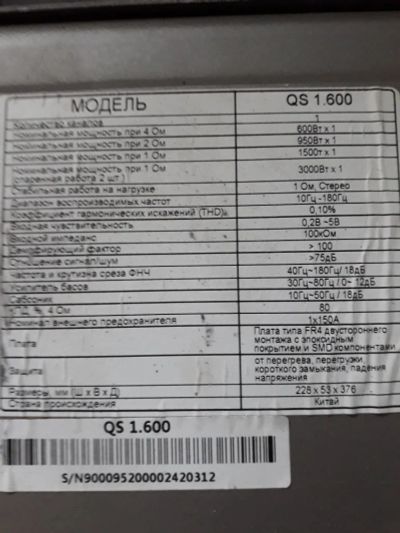 МОДЕЛЬ QS 1.600
Количество каналов 1
Номинальная мощность при 4 Ом 600Вт x 1
Номинальная мощность при 2 Ом 950Вт x 1
Номинальная мощность при 1 Ом 1500т x 1
Номинальная мощность при 1 Ом 3000Вт x 1
(спаренная работа 2 шт.)
Стабильная работа на нагрузке 1 Ом, Стерео
Диапазон воспроизводимых частот 10Гц -180Гц
Коэффициент гармонических искажений (THD) 0,10%
Входная чувствительность 0,2В ~5В
Входной импеданс 100кОм
Демпфирующий фактор > 100
Отношение сигнал/шум >75дБ
Частота и крутизна среза ФНЧ 40Гц~180Гц/ 18дБ
Усилитель басов 30Гц~80Гц / 0~ 12дБ
Сабсоник 10Гц~50Гц / 18дБ
КПД, %, 4 Ом 80
Номинал внешнего предохранителя 1x150A
Плата Плата типа FR4 двустороннего
монтажа с эпоксидным
покрытием и SMD компонентами
Защита от перегрева, перегрузки
короткого замыкания, падения
напряжения
Размеры, мм (Ш x В x Д) 228 x 53 x 376
Страна происхождения Китай
QS 1.600
S/N900095200002420312